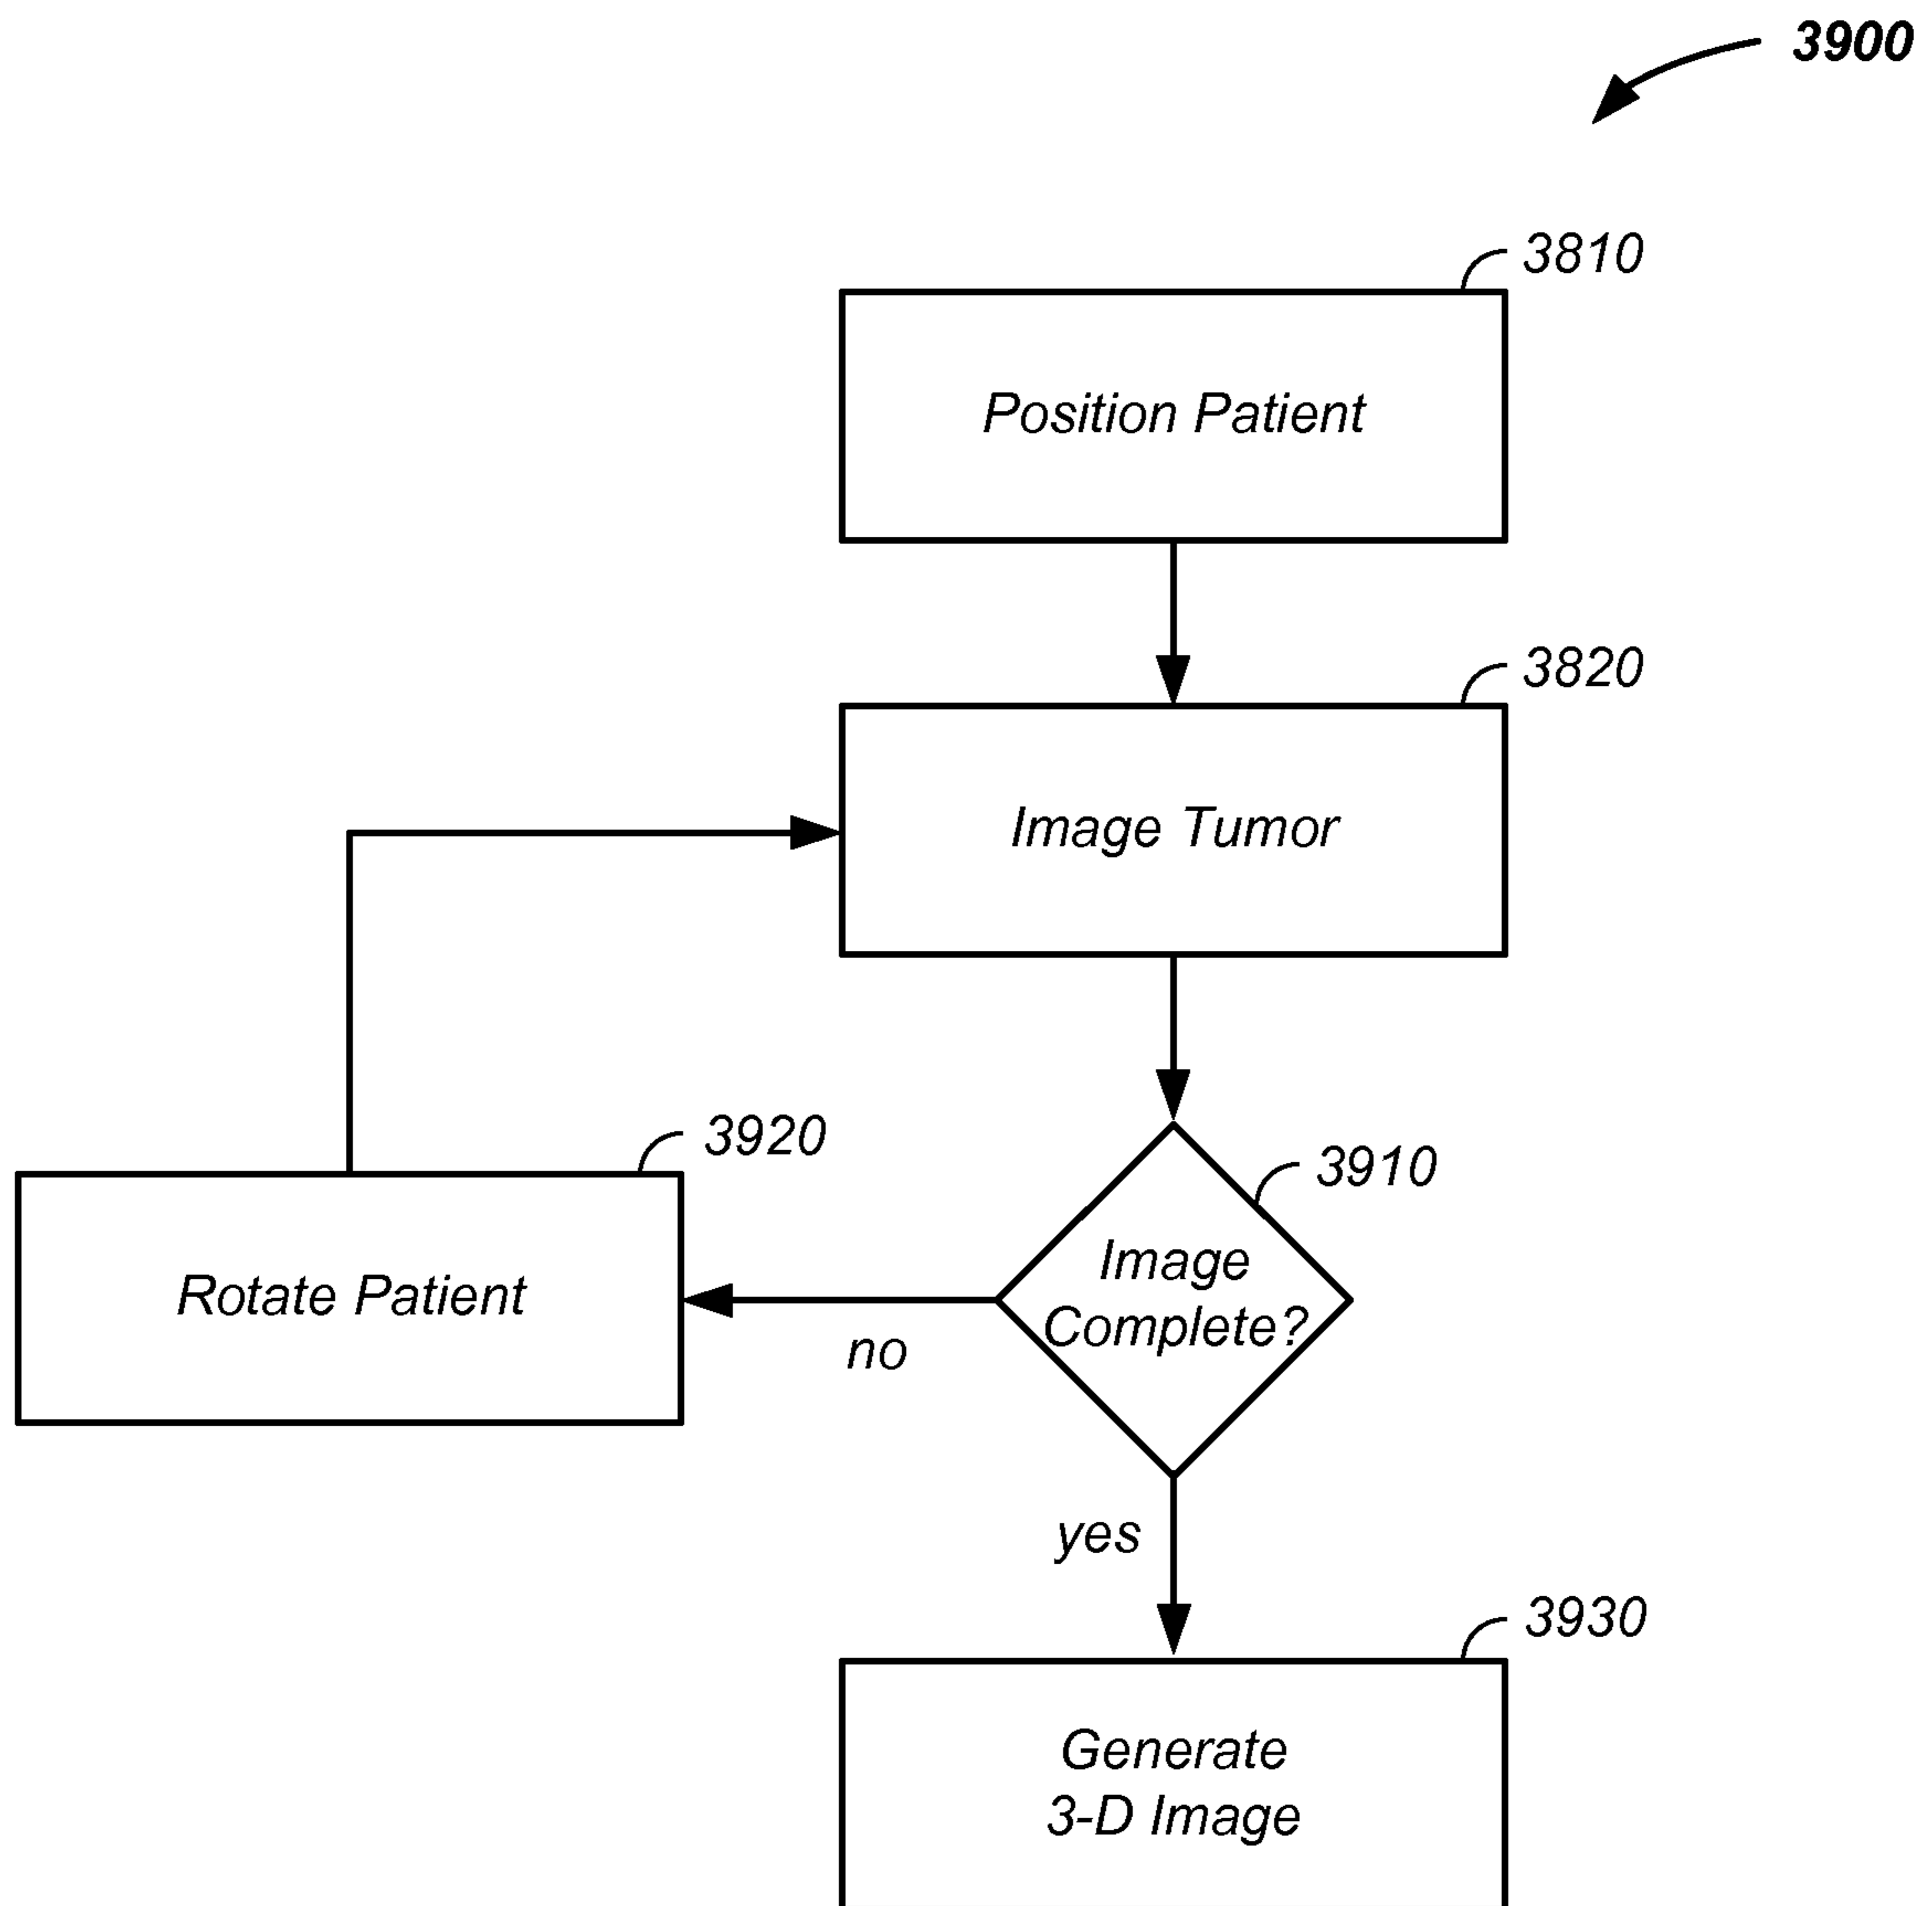 3900
3810
Position Patient
3820
Image Tumor
3920
3910
Rotate Patient
Image
Complete?
no
yes
3930
Generate
3-D Image